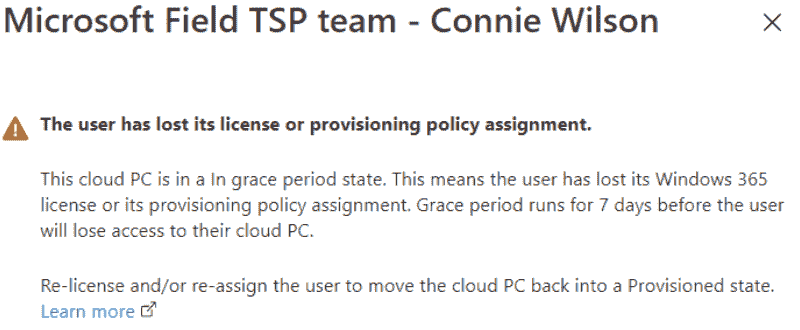 Microsoft Field TSP team - Connie Wilson
The user has lost its license or provisioning policy assignment.
This cloud PC is in a In grace period state. This means the user has lost its Windows 365
license or its provisioning policy assignment. Grace period runs for 7 days before the user
will lose access to their cloud PC.
Re-license and/or re-assign the user to move the cloud PC back into a Provisioned state.
Learn more